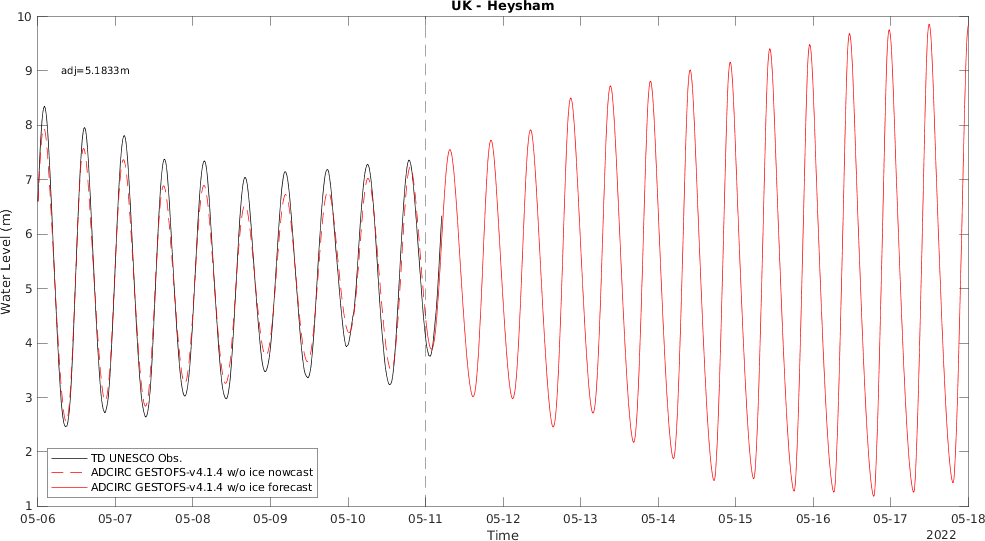 UK - Heysham
10
9
8
7
6
5
4
3
2
1
Water Level (m)
adj=5.1833m
TD UNESCO Obs.
ADCIRC GESTOFS-v4.1.4 w/o ice nowcast
ADCIRC GESTOFS-v4.1.4 w/o ice forecast
05-06 05-07 05-08 05-09 05-10 05-11 05-12 05-13 05-14 05-15 05-16 05-17 05-18
Time
2022